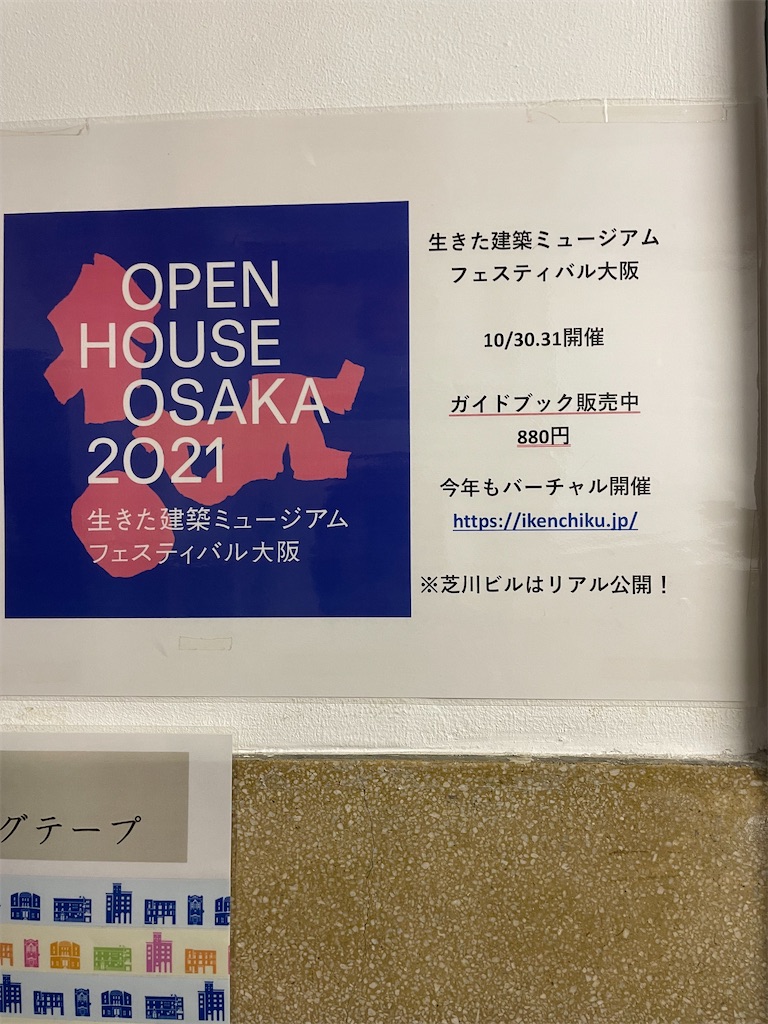 OPEN
HOUSE
OSAKA
2021
生きた建築ミュージアム
フェスティバル大阪
生きた建築ミュージアム
フェスティバル大阪
10/30.31開催
ガイドブック販売中
880円
今年もバーチャル開催
https://ikenchiku.jp/
※芝川ビルはリアル公開！
グテープ